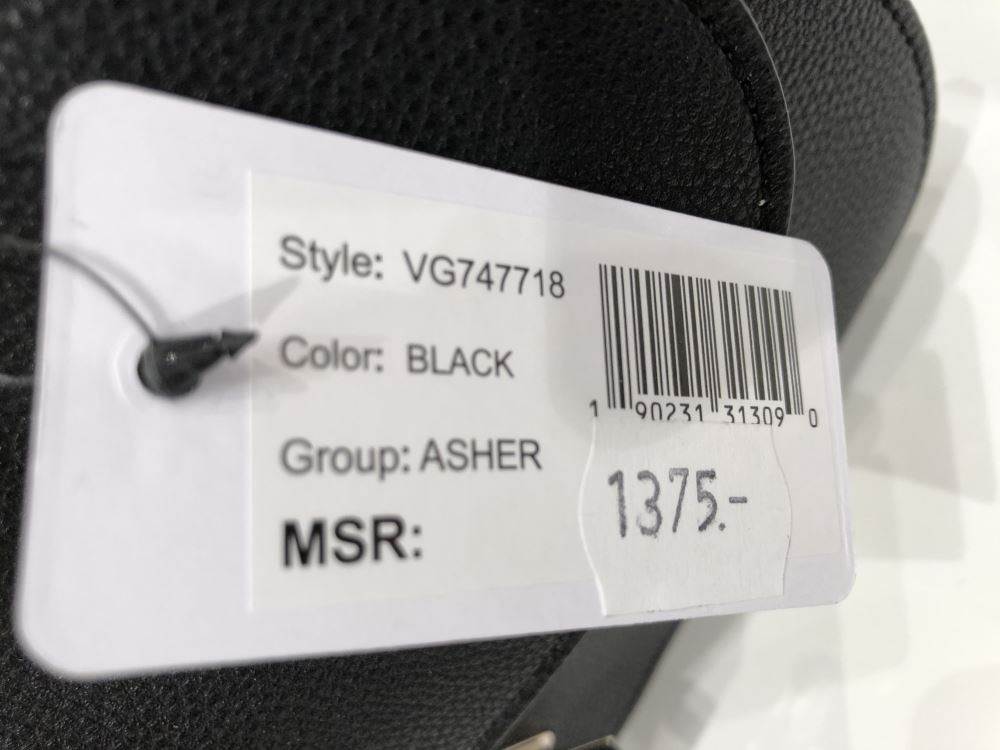 Style: VG747718
Color: BLACK
Group: ASHER
MSR:
1 90231 31309 0
1375.-